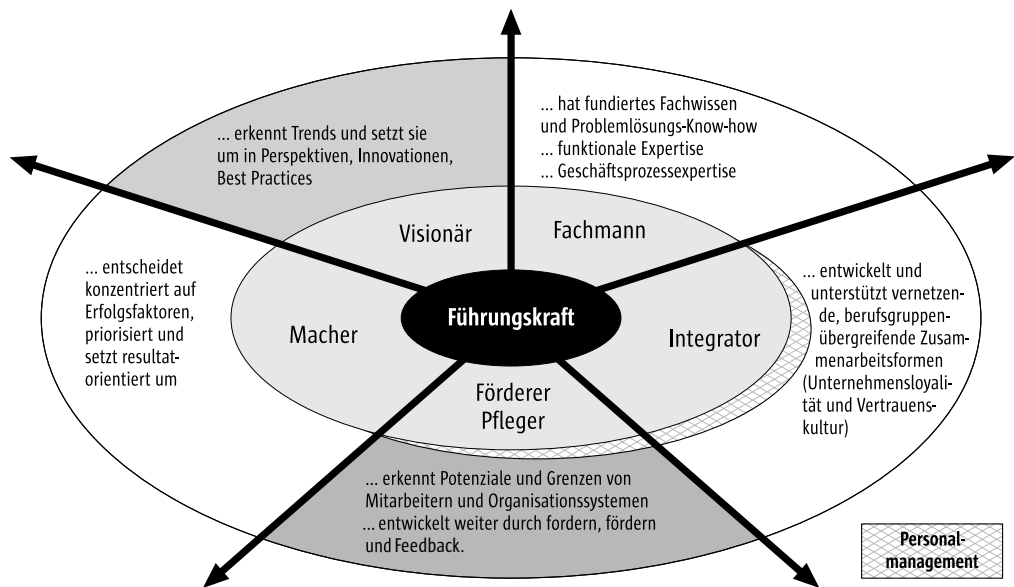 ... erkennt Trends und setzt sie
um in Perspektiven, Innovationen,
Best Practices
... hat fundiertes Fachwissen
und Problemlösungs-Know-how
... funktionale Expertise
... Geschäftsprozessexpertise
Visionär
Fachmann
... entscheidet
konzentriert auf
Erfolgsfaktoren,
priorisiert und
setzt resultat-
orientiert um
Macher
Führungskraft
Integrator
... entwickelt und
unterstützt vernetzen-
de, berufsgruppen-
übergreifende Zusam-
menarbeitsformen
(Unternehmensloyali-
tät und Vertrauens-
kultur)
Förderer
Pfleger
... erkennt Potenziale und Grenzen von
Mitarbeitern und Organisationssystemen
... entwickelt weiter durch fordern, fördern
und Feedback.
Personal-
management